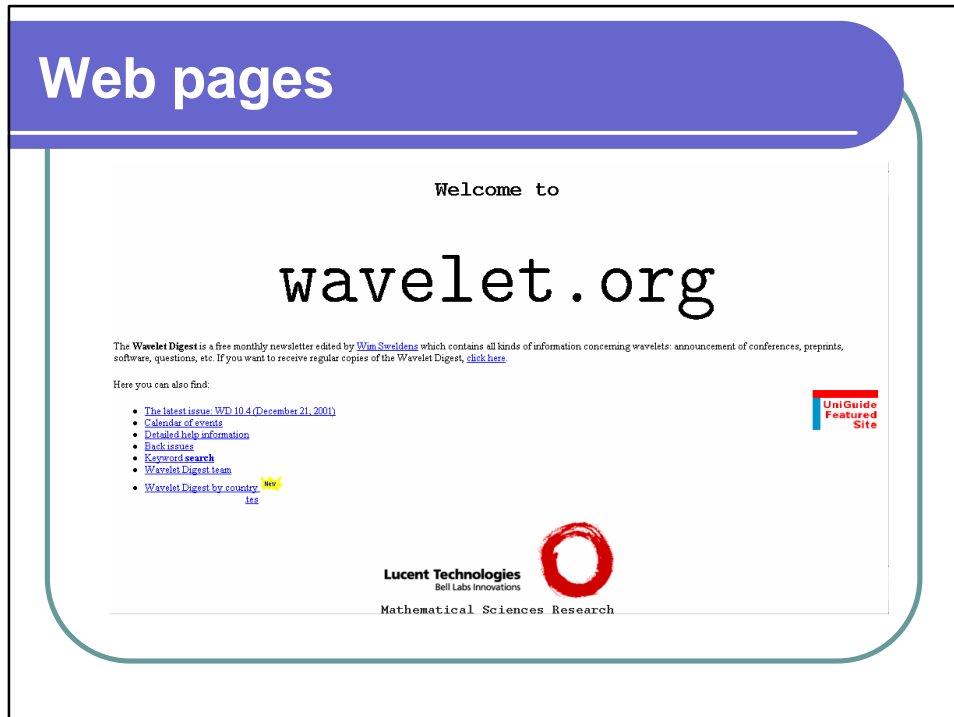 Web pages
Welcome to
wavelet.org
The Wavelet Digest is a free monthly newsletter edited by Wim Sweldens which contains all kinds of information concerning wavelets: announcement of conferences, preprints,
software, questions, etc. If you want to receive regular copies of the Wavelet Digest, click here.
Here you can also find:
The latest issue: WD 10.4 (December 21, 2001)
Calendar of events
Detailed help information
Back issues
Keyword search
Wavelet Digest team
Wavelet Digest by country New
tes
UniGuide
Featured
Site
Lucent Technologies
Bell Labs Innovations
Mathematical Sciences Research